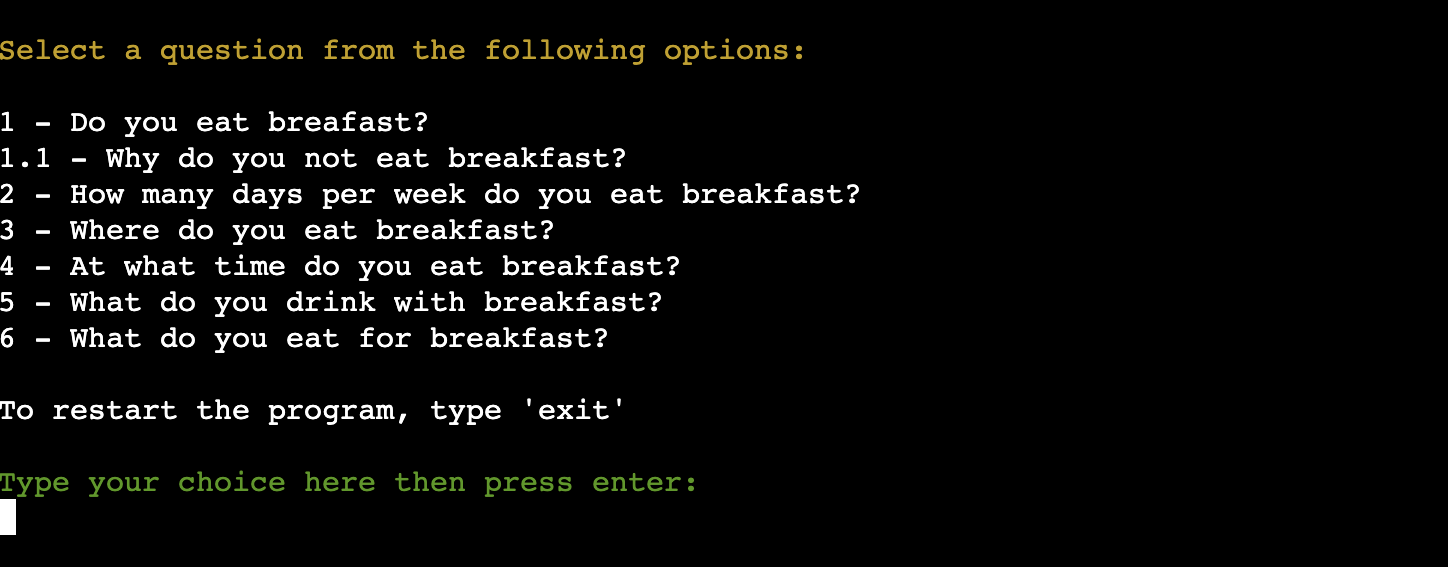 Select a question from the following options:
1 - Do you eat breafast?
1.1 - Why do you not eat breakfast?
2 - How many days per week do you eat breakfast?
3 - Where do you eat breakfast?
4 - At what time do you eat breakfast?
5 - What do you drink with breakfast?
6 - What do you eat for breakfast?
To restart the program, type 'exit'
Type your choice here then press enter: